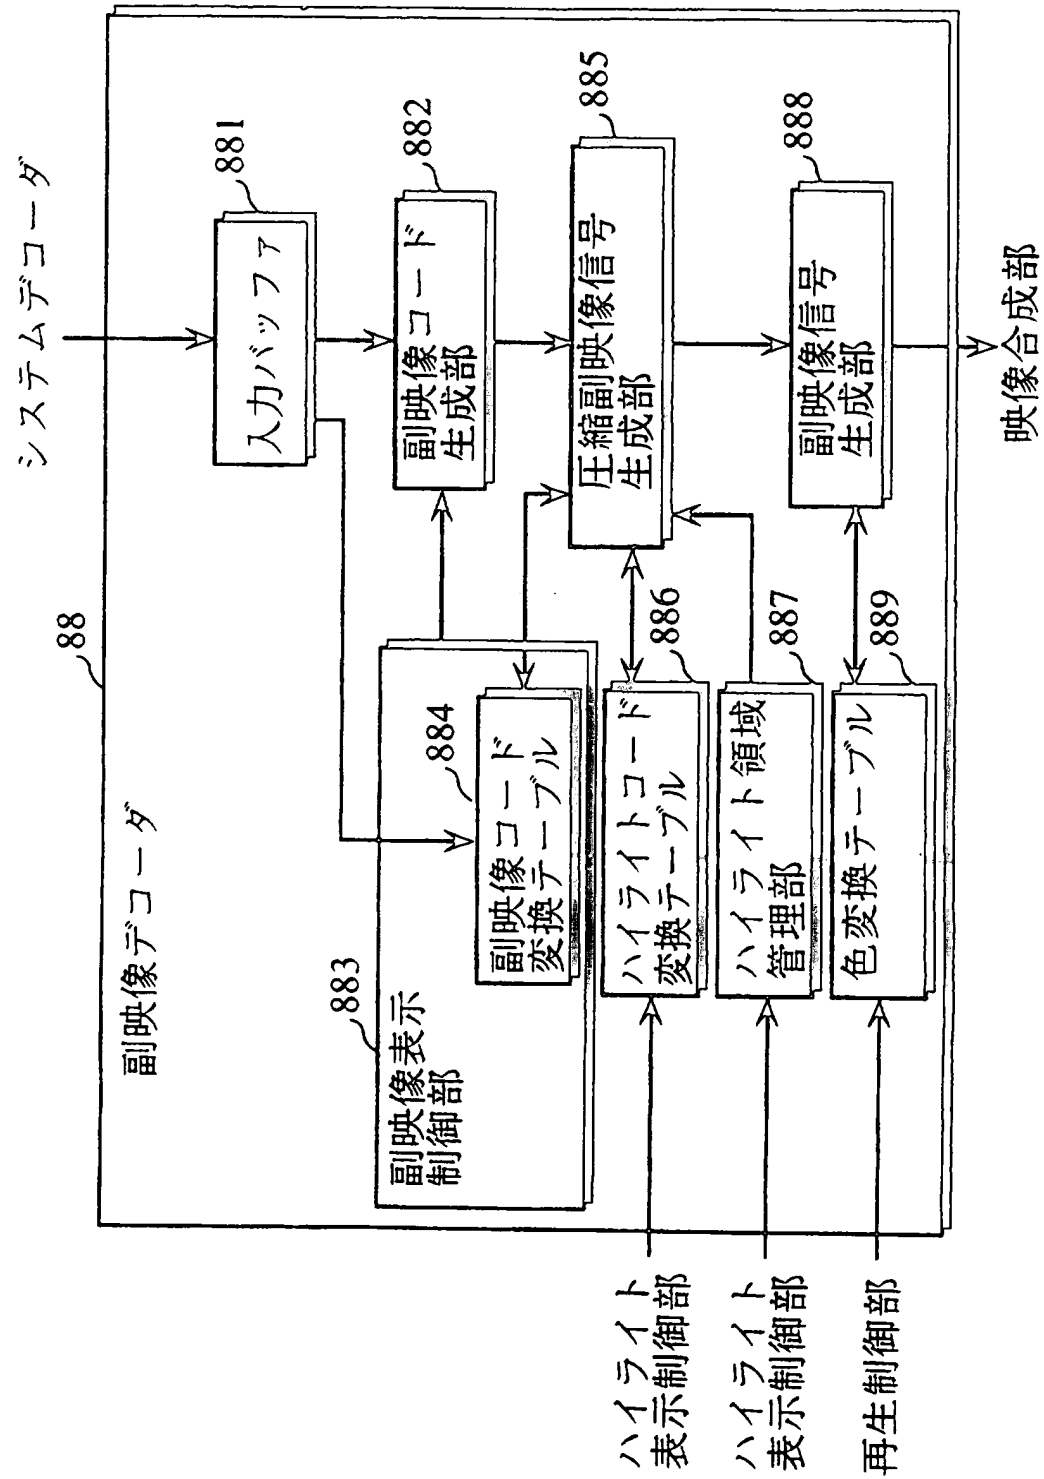 システムデコーダ
88
副映像デコーダ
881
入力バッファ
882
副映像コード
生成部
883
副映像表示
制御部
884
副映像コード
変換テーブル
885
圧縮副映像信号
生成部
886
ハイライトコード
変換テーブル
887
ハイライト領域
管理部
888
副映像信号
生成部
889
色変換テーブル
ハイライト
表示制御部
ハイライト
表示制御部
再生制御部
映像合成部